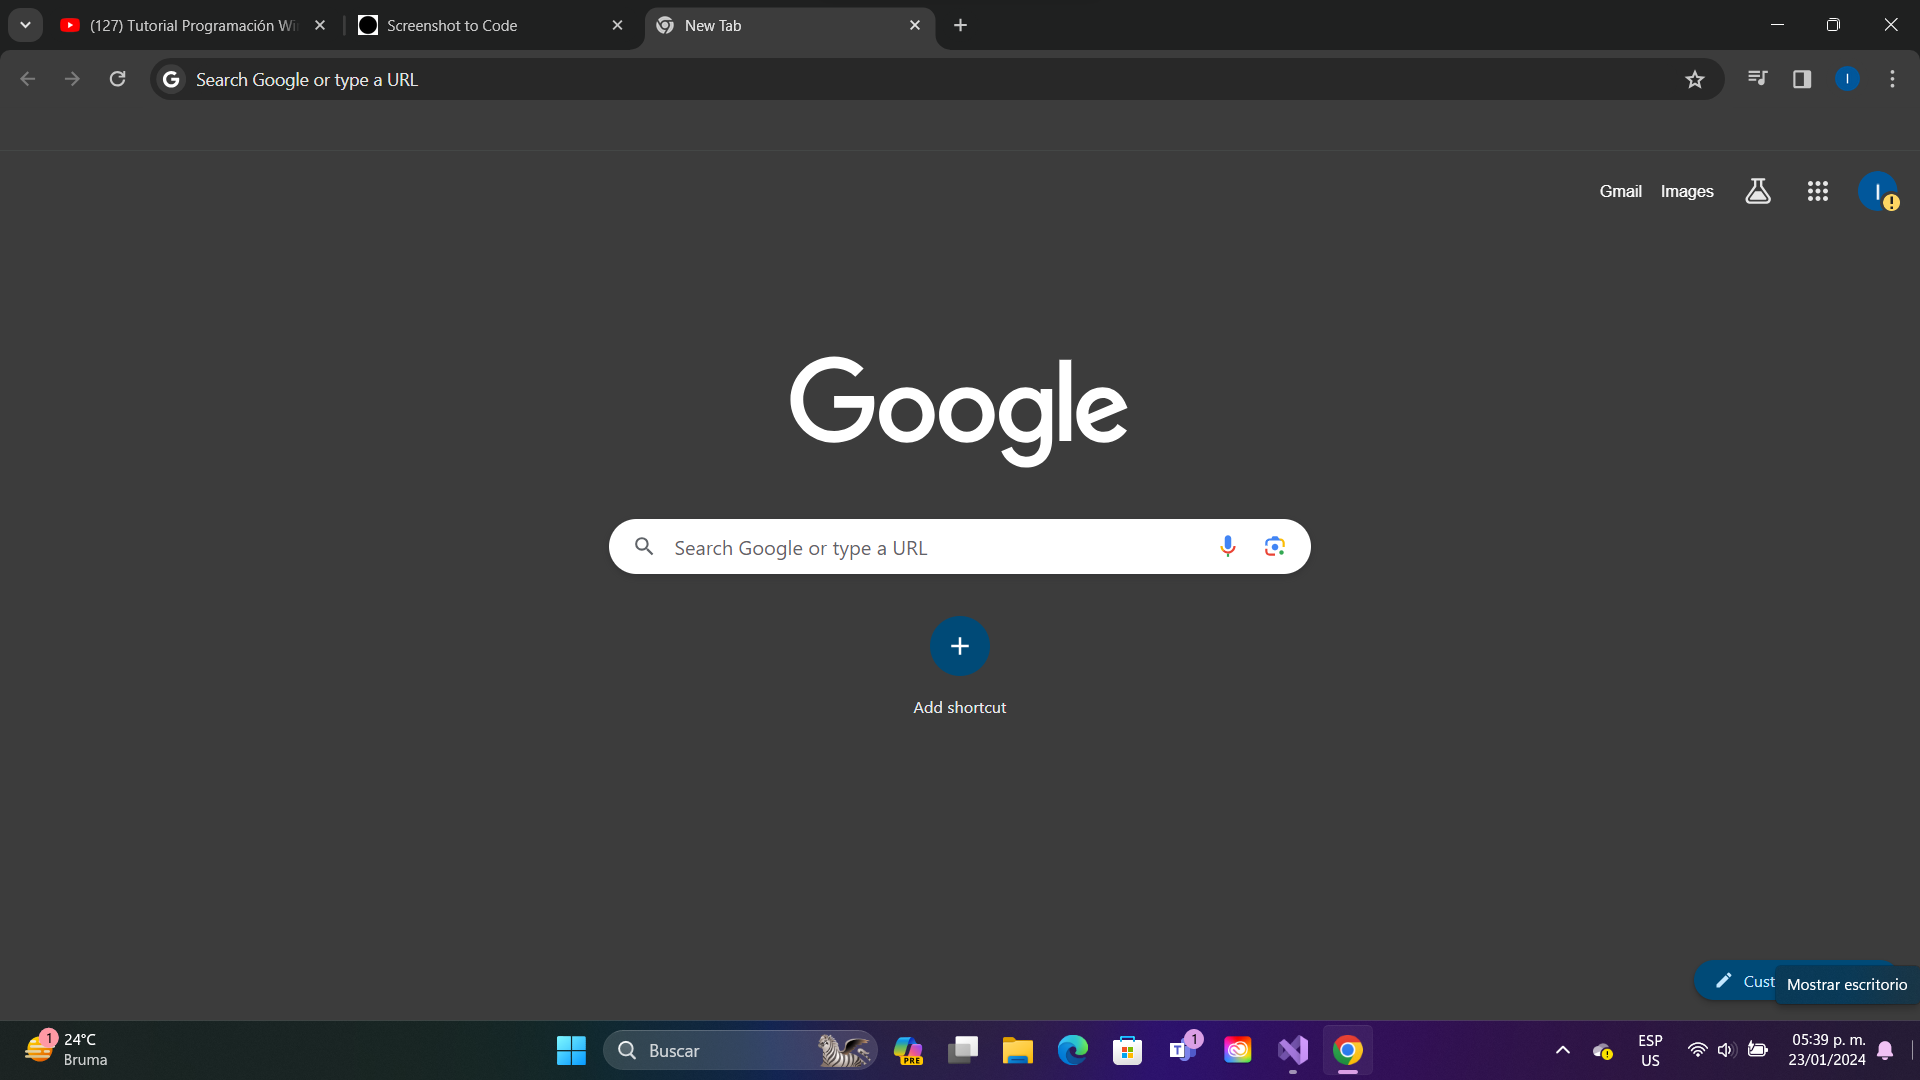 (127) Tutorial Programación Wi
Screenshot to Code
New Tab
Search Google or type a URL
I
Gmail
Images
I
Google
Search Google or type a URL
Add shortcut
Cust
Mostrar escritorio
1
24°C
Bruma
Buscar
PRE
T
1
ESP
US
05:39 p. m.
23/01/2024